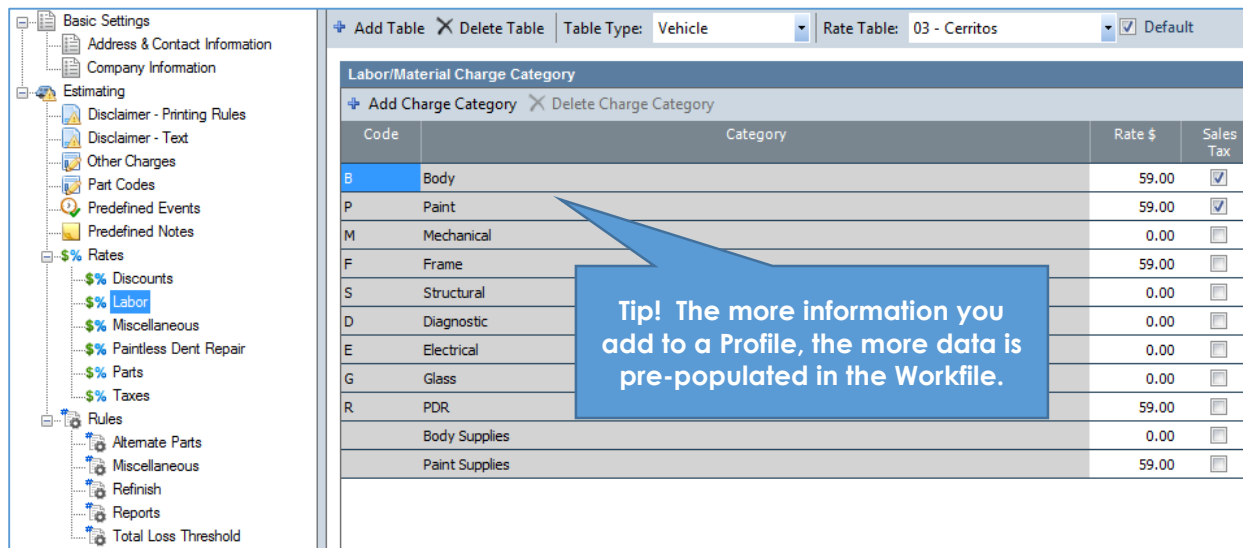 Basic Settings
Address & Contact Information
Company Information
Estimating
Disclaimer - Printing Rules
Disclaimer - Text
Other Charges
Part Codes
Predefined Events
Predefined Notes
$% Rates
$% Discounts
$% Labor
$% Miscellaneous
$% Paintless Dent Repair
$% Parts
$% Taxes
Rules
Alternate Parts
Miscellaneous
Refinish
Reports
Total Loss Threshold
Add Table Delete Table Table Type: Vehicle Rate Table: 03 - Cerritos Default
Labor/Material Charge Category
Add Charge Category Delete Charge Category
Code Category Rate $ Sales Tax
B Body 59.00
P Paint 59.00
M Mechanical 0.00
F Frame 59.00
S Structural 0.00
D Diagnostic 0.00
E Electrical 0.00
G Glass 0.00
R PDR 59.00
Body Supplies 0.00
Paint Supplies 59.00
Tip! The more information you
add to a Profile, the more data is
pre-populated in the Workfile.